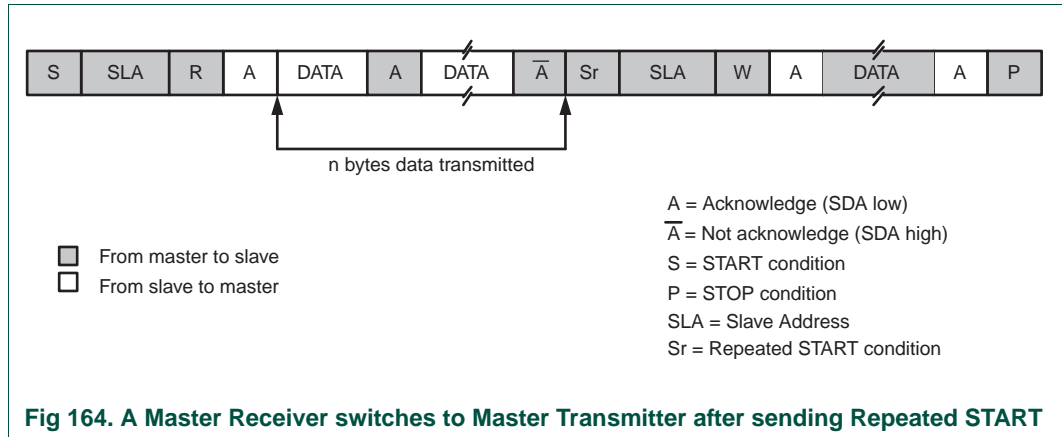 S SLA R A DATA A DATA A̅ Sr SLA W A DATA A P
n bytes data transmitted
From master to slave
From slave to master
A = Acknowledge (SDA low)
A̅ = Not acknowledge (SDA high)
S = START condition
P = STOP condition
SLA = Slave Address
Sr = Repeated START condition
Fig 164. A Master Receiver switches to Master Transmitter after sending Repeated START